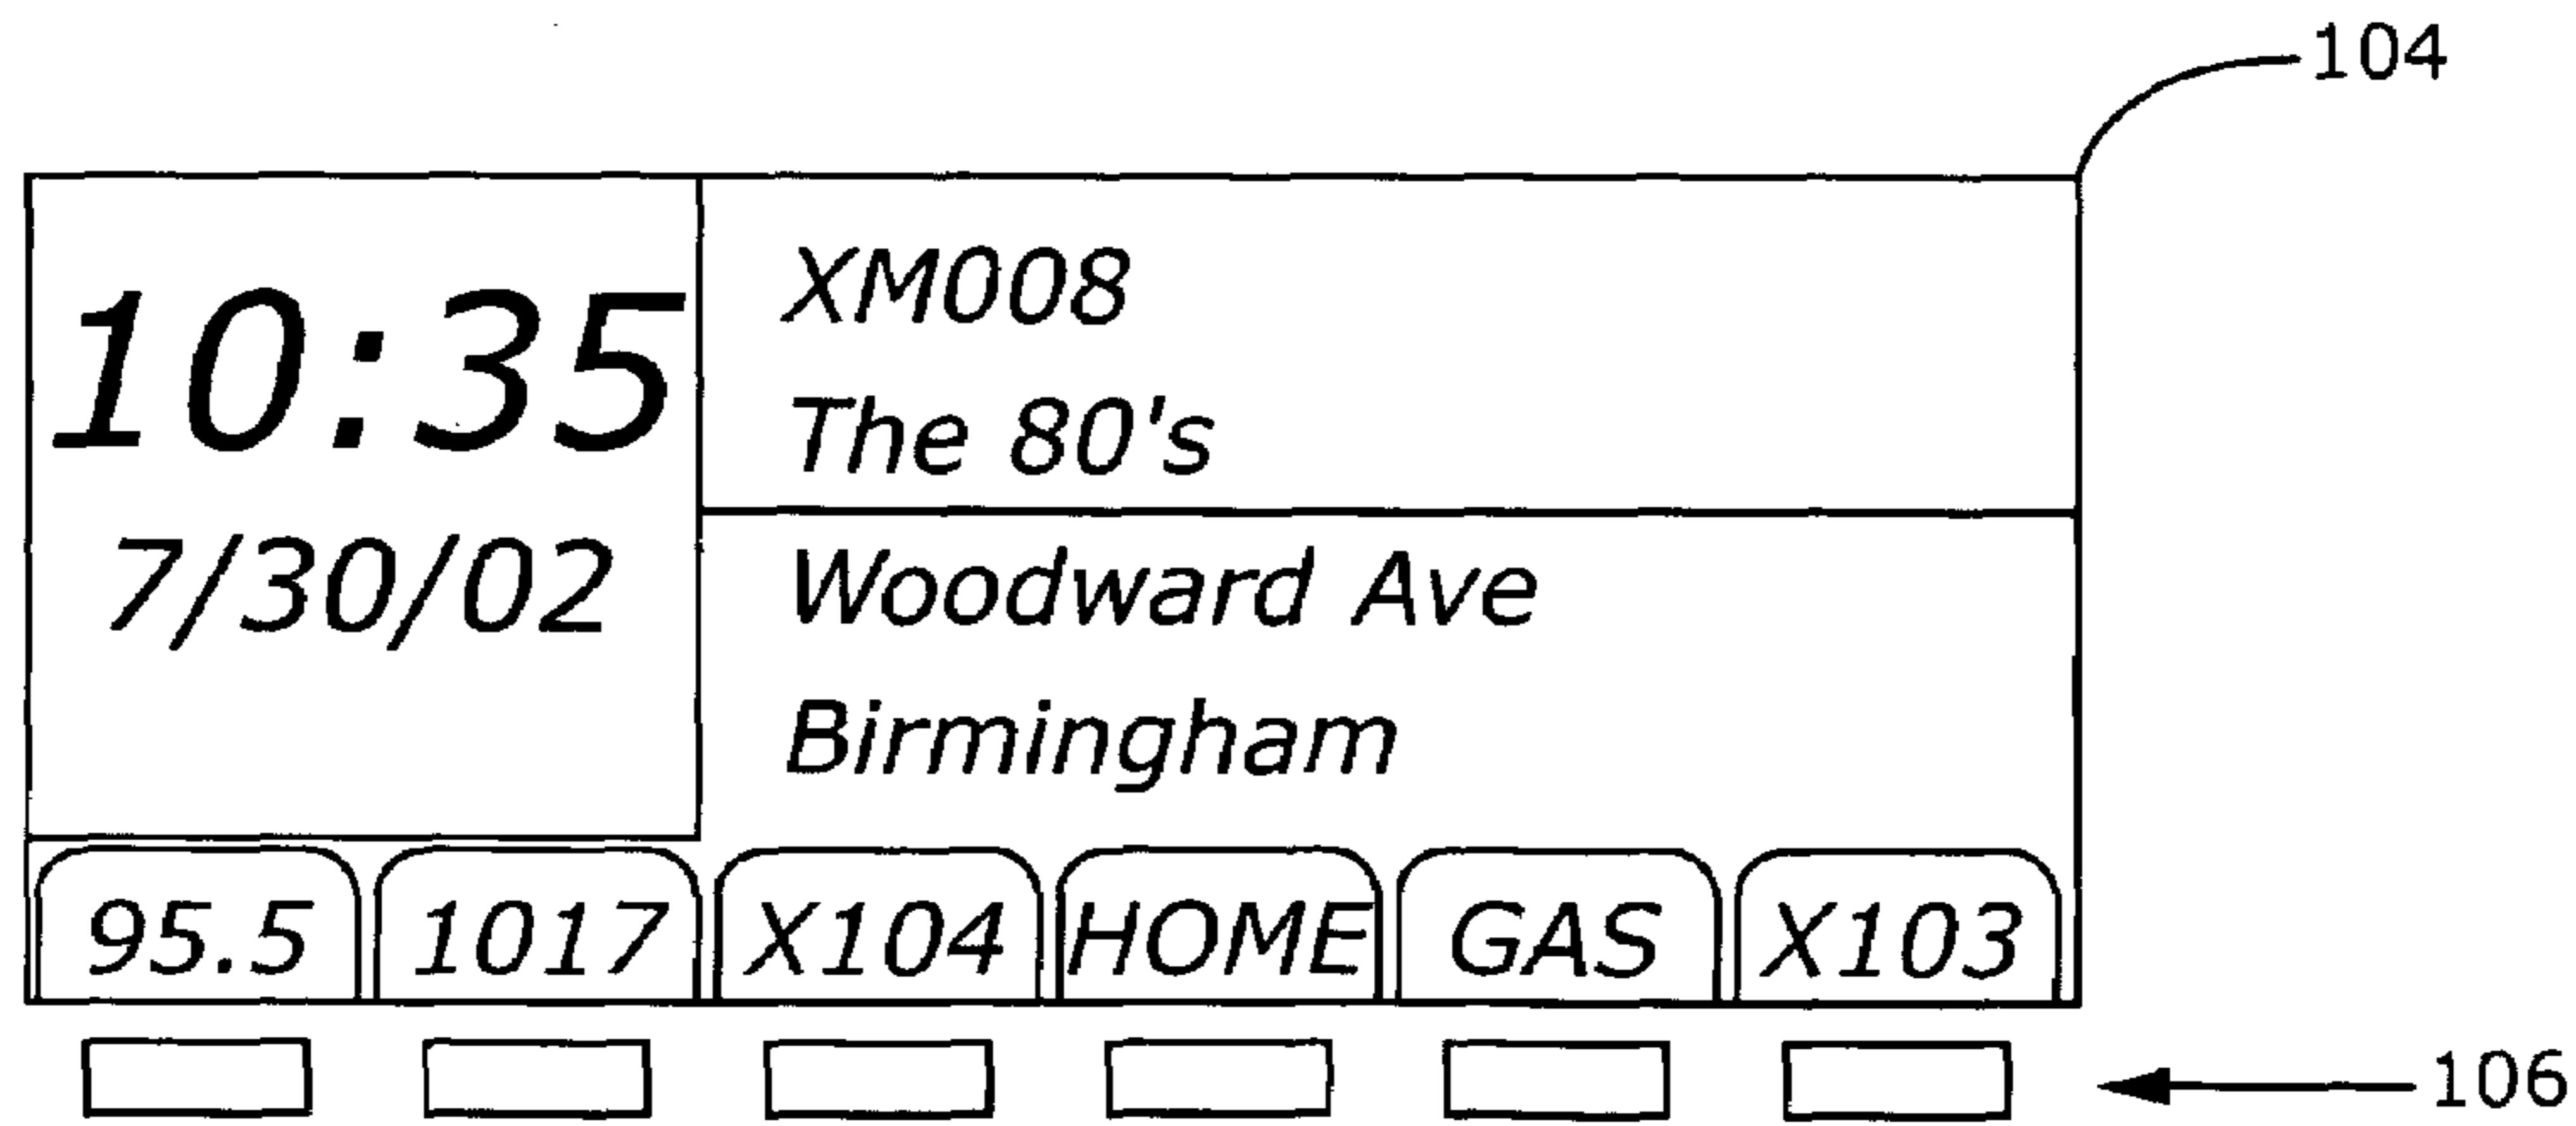 104
10:35
7/30/02
XM008
The 80's
Woodward Ave
Birmingham
95.5 1017 X104 HOME GAS X103
106